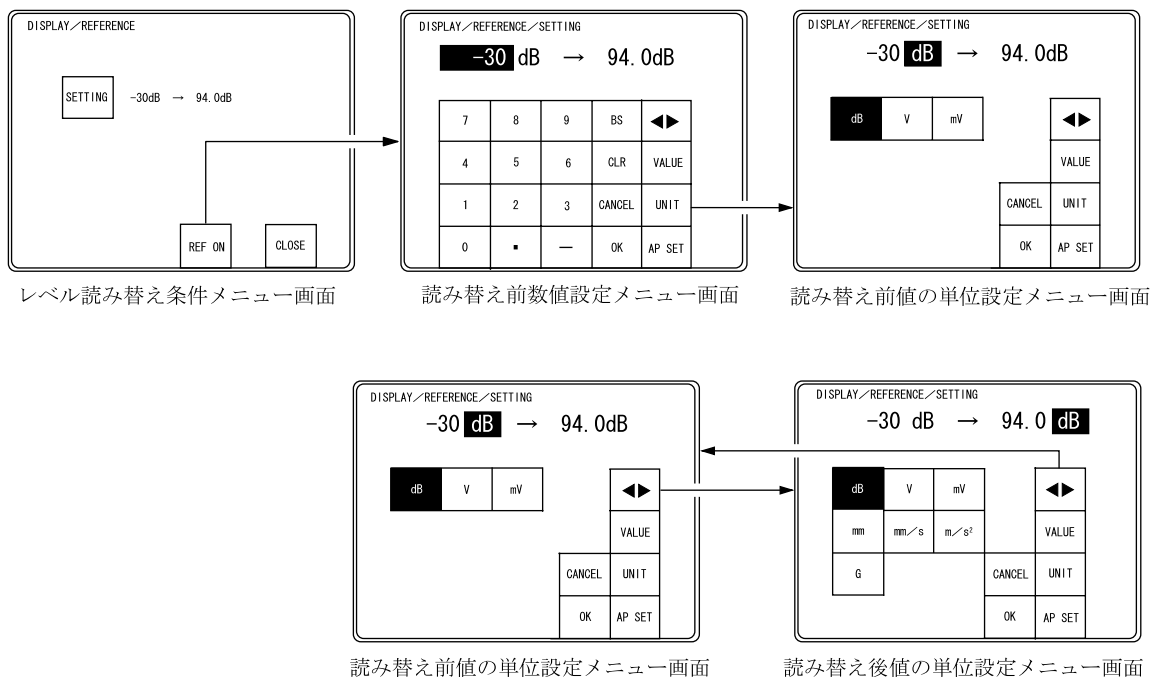 DISPLAY／REFERENCE
SETTING -30dB → 94.0dB
REF ON CLOSE
レベル読み替え条件メニュー画面
DISPLAY／REFERENCE／SETTING
-30 dB → 94.0dB
7 8 9 BS ◀▶
4 5 6 CLR VALUE
1 2 3 CANCEL UNIT
0 ▪ — OK AP SET
読み替え前数値設定メニュー画面
DISPLAY／REFERENCE／SETTING
-30 dB → 94.0dB
dB V mV ◀▶
VALUE
CANCEL UNIT
OK AP SET
読み替え前値の単位設定メニュー画面
DISPLAY／REFERENCE／SETTING
-30 dB → 94.0dB
dB V mV ◀▶
VALUE
CANCEL UNIT
OK AP SET
読み替え前値の単位設定メニュー画面
DISPLAY／REFERENCE／SETTING
-30 dB → 94.0 dB
dB V mV ◀▶
mm mm／s m／s² VALUE
G CANCEL UNIT
OK AP SET
読み替え後値の単位設定メニュー画面